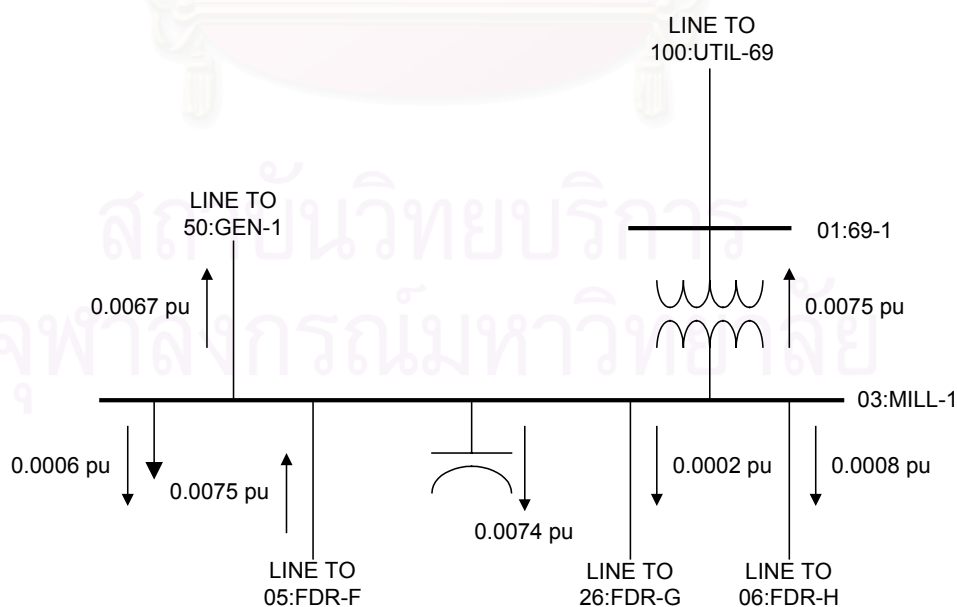 LINE TO
100:UTIL-69
LINE TO
50:GEN-1
01:69-1
0.0067 pu
0.0075 pu
03:MILL-1
0.0006 pu
0.0075 pu
0.0074 pu
0.0002 pu
0.0008 pu
LINE TO
05:FDR-F
LINE TO
26:FDR-G
LINE TO
06:FDR-H
สถาบันวิทยบริการ
จุฬาลงกรณ์มหาวิทยาลัย